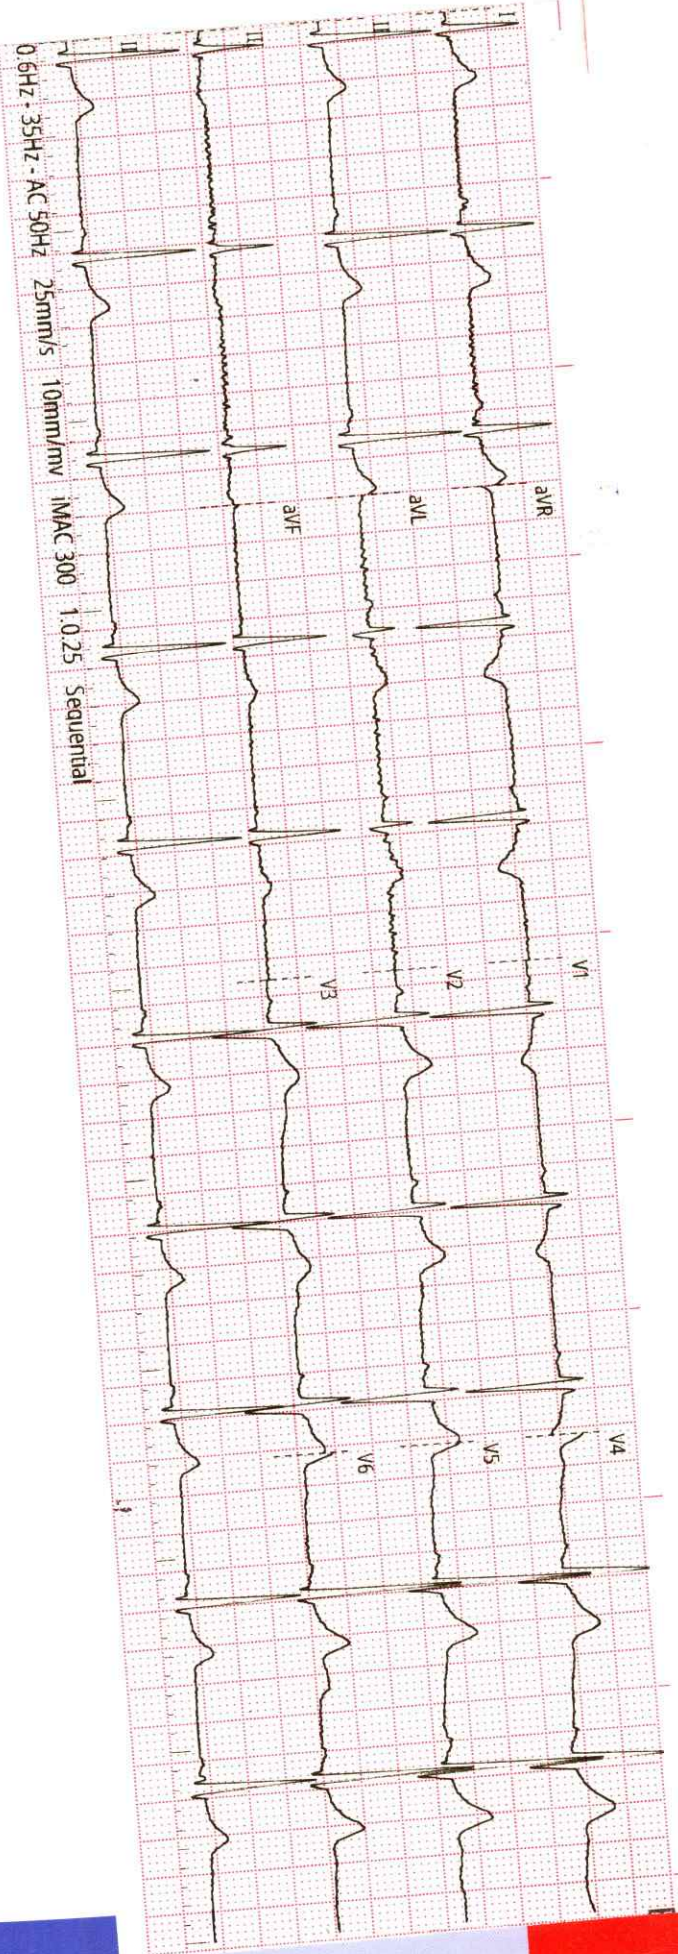 I
aVR
V1
V4
II
aVL
V2
V5
III
aVF
V3
V6
II
0.6Hz - 35Hz - AC 50Hz 25mm/s 10mm/mv iMAC 300 1.0.25 Sequential